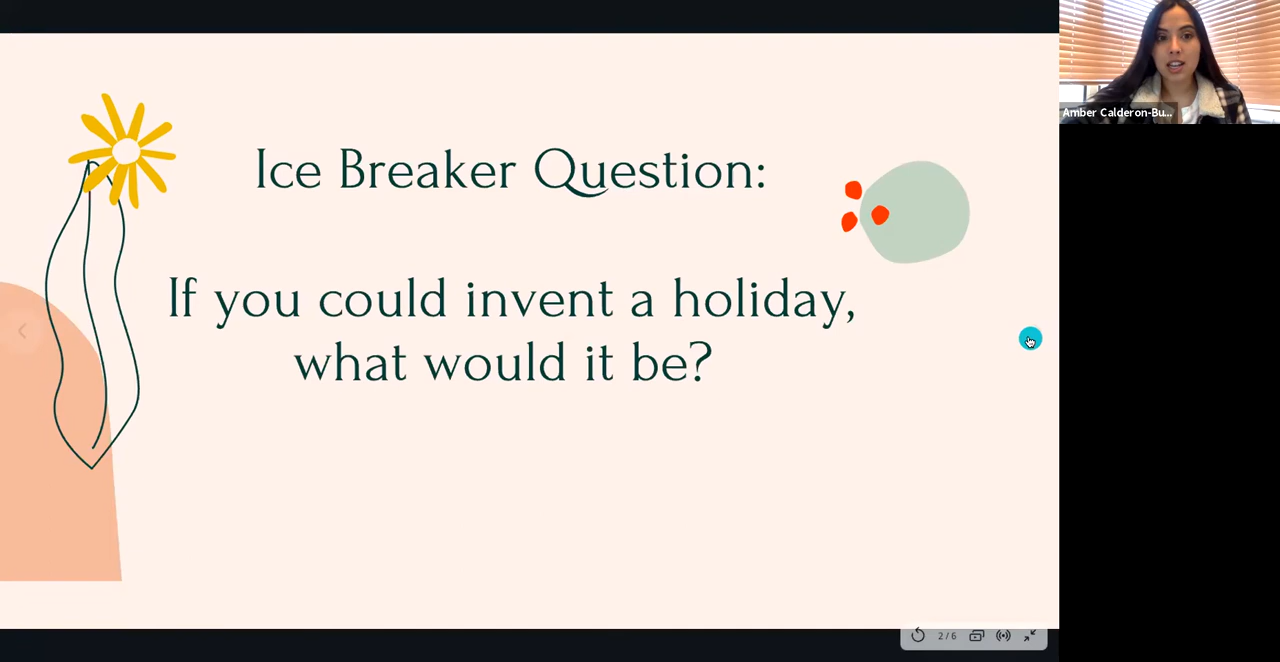 Ice Breaker Question:
If you could invent a holiday,
what would it be?
Amber Calderon-Bu...
2/6